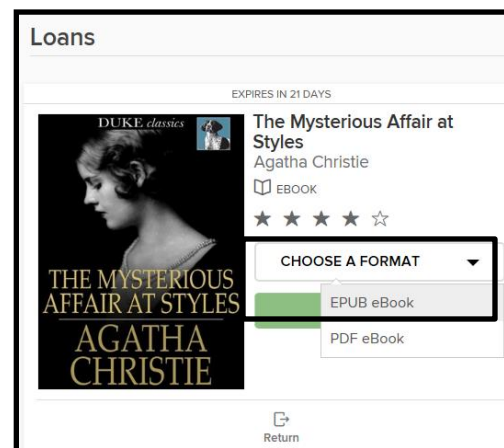 Loans
EXPIRES IN 21 DAYS
DUKE classics
THE MYSTERIOUS
AFFAIR AT STYLES
AGATHA
CHRISTIE
The Mysterious Affair at
Styles
Agatha Christie
EBOOK
CHOOSE A FORMAT
EPUB eBook
PDF eBook
Return